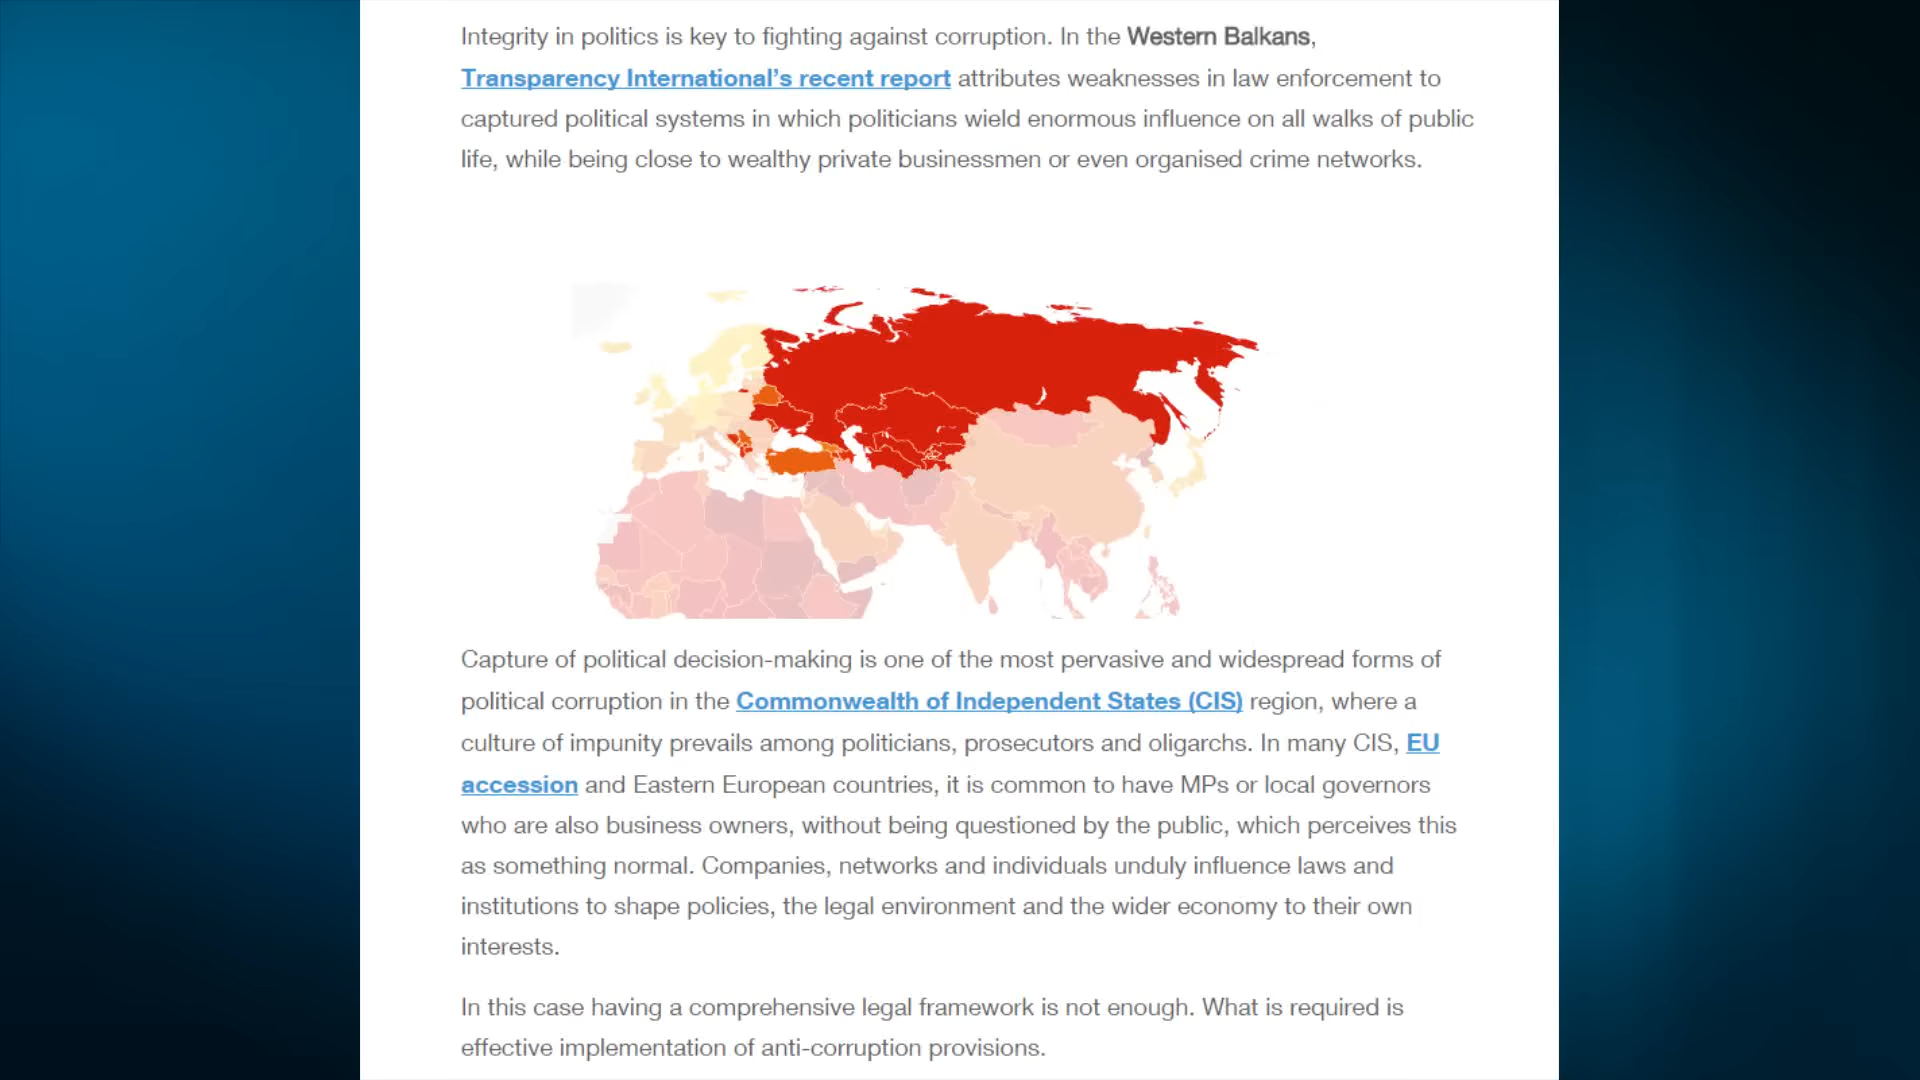 Integrity in politics is key to fighting against corruption. In the Western Balkans,
Transparency International’s recent report attributes weaknesses in law enforcement to
captured political systems in which politicians wield enormous influence on all walks of public
life, while being close to wealthy private businessmen or even organised crime networks.
Capture of political decision-making is one of the most pervasive and widespread forms of
political corruption in the Commonwealth of Independent States (CIS) region, where a
culture of impunity prevails among politicians, prosecutors and oligarchs. In many CIS, EU
accession and Eastern European countries, it is common to have MPs or local governors
who are also business owners, without being questioned by the public, which perceives this
as something normal. Companies, networks and individuals unduly influence laws and
institutions to shape policies, the legal environment and the wider economy to their own
interests.
In this case having a comprehensive legal framework is not enough. What is required is
effective implementation of anti-corruption provisions.